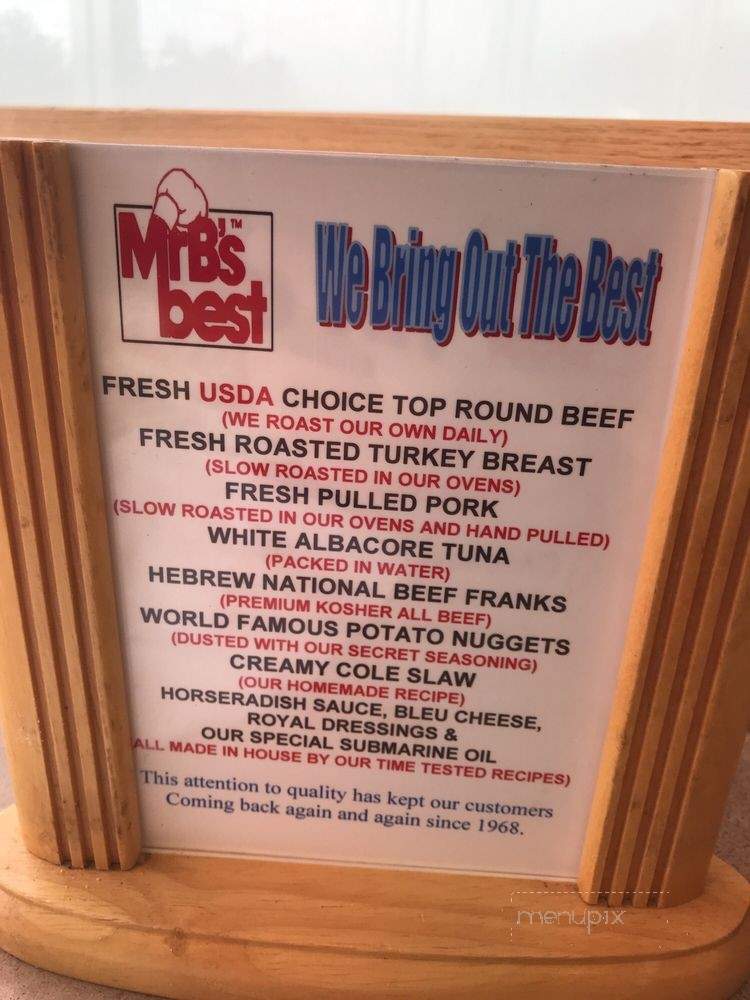 MrB's™
best
We Bring Out The Best
FRESH USDA CHOICE TOP ROUND BEEF
(WE ROAST OUR OWN DAILY)
FRESH ROASTED TURKEY BREAST
(SLOW ROASTED IN OUR OVENS)
FRESH PULLED PORK
(SLOW ROASTED IN OUR OVENS AND HAND PULLED)
WHITE ALBACORE TUNA
(PACKED IN WATER)
HEBREW NATIONAL BEEF FRANKS
(PREMIUM KOSHER ALL BEEF)
WORLD FAMOUS POTATO NUGGETS
(DUSTED WITH OUR SECRET SEASONING)
CREAMY COLE SLAW
(OUR HOMEMADE RECIPE)
HORSERADISH SAUCE, BLEU CHEESE,
ROYAL DRESSINGS &
OUR SPECIAL SUBMARINE OIL
ALL MADE IN HOUSE BY OUR TIME TESTED RECIPES)
This attention to quality has kept our customers
Coming back again and again since 1968.
menupix